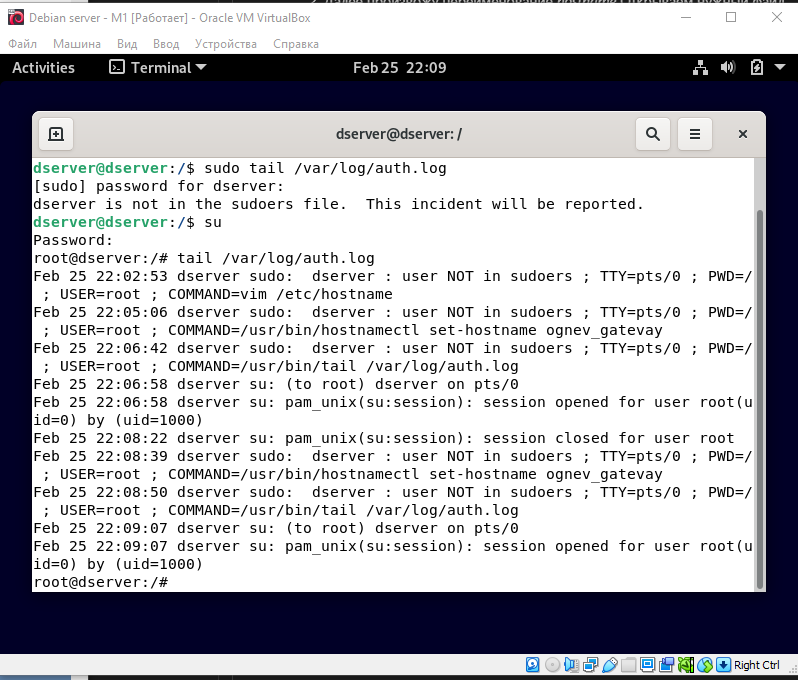 Debian server - M1 [Работает] - Oracle VM VirtualBox
Файл Машина Вид Ввод Устройства Справка
Activities Terminal Feb 25 22:09
dserver@dserver: /
dserver@dserver:/$ sudo tail /var/log/auth.log
[sudo] password for dserver:
dserver is not in the sudoers file.  This incident will be reported.
dserver@dserver:/$ su
Password:
root@dserver:/# tail /var/log/auth.log
Feb 25 22:02:53 dserver sudo:  dserver : user NOT in sudoers ; TTY=pts/0 ; PWD=/
 ; USER=root ; COMMAND=vim /etc/hostname
Feb 25 22:05:06 dserver sudo:  dserver : user NOT in sudoers ; TTY=pts/0 ; PWD=/
 ; USER=root ; COMMAND=/usr/bin/hostnamectl set-hostname ognev_gatevay
Feb 25 22:06:42 dserver sudo:  dserver : user NOT in sudoers ; TTY=pts/0 ; PWD=/
 ; USER=root ; COMMAND=/usr/bin/tail /var/log/auth.log
Feb 25 22:06:58 dserver su: (to root) dserver on pts/0
Feb 25 22:06:58 dserver su: pam_unix(su:session): session opened for user root(u
id=0) by (uid=1000)
Feb 25 22:08:22 dserver su: pam_unix(su:session): session closed for user root
Feb 25 22:08:39 dserver sudo:  dserver : user NOT in sudoers ; TTY=pts/0 ; PWD=/
 ; USER=root ; COMMAND=/usr/bin/hostnamectl set-hostname ognev_gatevay
Feb 25 22:08:50 dserver sudo:  dserver : user NOT in sudoers ; TTY=pts/0 ; PWD=/
 ; USER=root ; COMMAND=/usr/bin/tail /var/log/auth.log
Feb 25 22:09:07 dserver su: (to root) dserver on pts/0
Feb 25 22:09:07 dserver su: pam_unix(su:session): session opened for user root(u
id=0) by (uid=1000)
root@dserver:/#
Right Ctrl